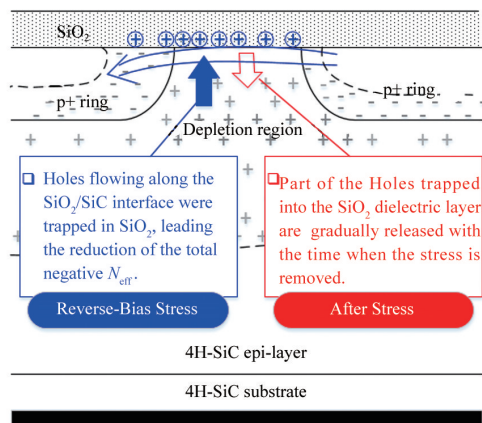 SiO₂
p+ ring
p+ ring
Depletion region
❑ Holes flowing along the
SiO₂/SiC interface were
trapped in SiO₂, leading
the reduction of the total
negative N_eff.
Reverse-Bias Stress
❑Part of the Holes trapped
into the SiO₂ dielectric layer
are gradually released with
the time when the stress is
removed.
After Stress
4H-SiC epi-layer
4H-SiC substrate